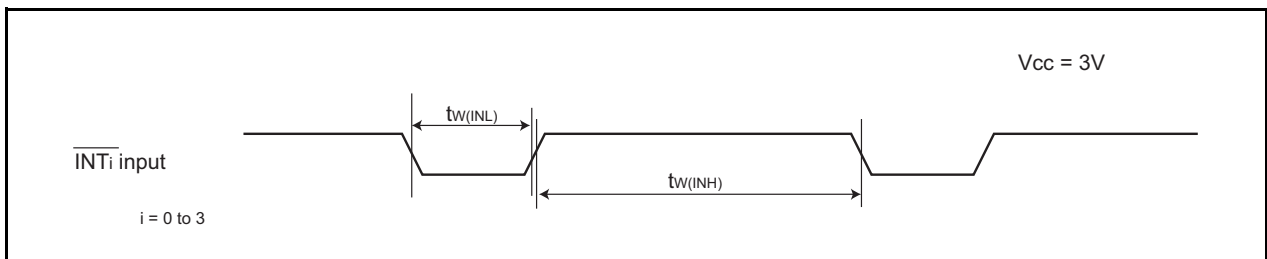 Vcc = 3V
tW(INL)
INTi input
tW(INH)
i = 0 to 3